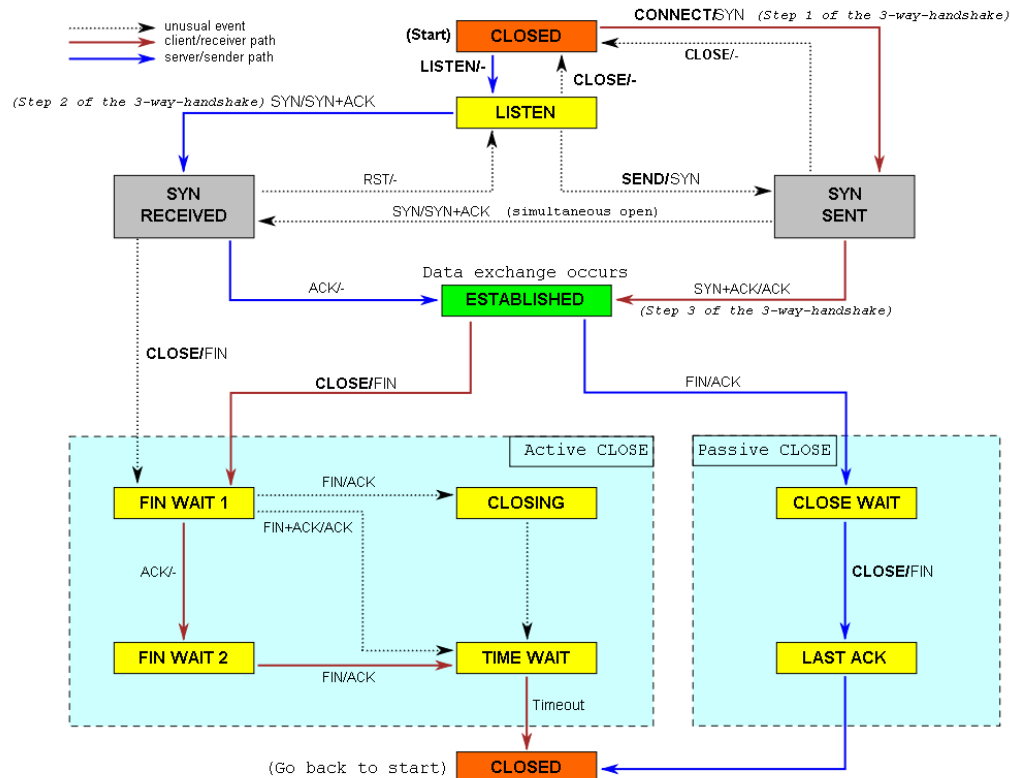 unusual event
client/receiver path
server/sender path
CONNECT/SYN (Step 1 of the 3-way-handshake)
(Start) CLOSED
CLOSE/-
LISTEN/-
CLOSE/-
(Step 2 of the 3-way-handshake) SYN/SYN+ACK
LISTEN
RST/-
SEND/SYN
SYN
RECEIVED
SYN
SENT
SYN/SYN+ACK (simultaneous open)
Data exchange occurs
ACK/-
ESTABLISHED
SYN+ACK/ACK
(Step 3 of the 3-way-handshake)
CLOSE/FIN
CLOSE/FIN
FIN/ACK
Active CLOSE
Passive CLOSE
FIN WAIT 1
FIN/ACK
CLOSING
CLOSE WAIT
FIN+ACK/ACK
ACK/-
CLOSE/FIN
FIN WAIT 2
FIN/ACK
TIME WAIT
LAST ACK
Timeout
(Go back to start) CLOSED